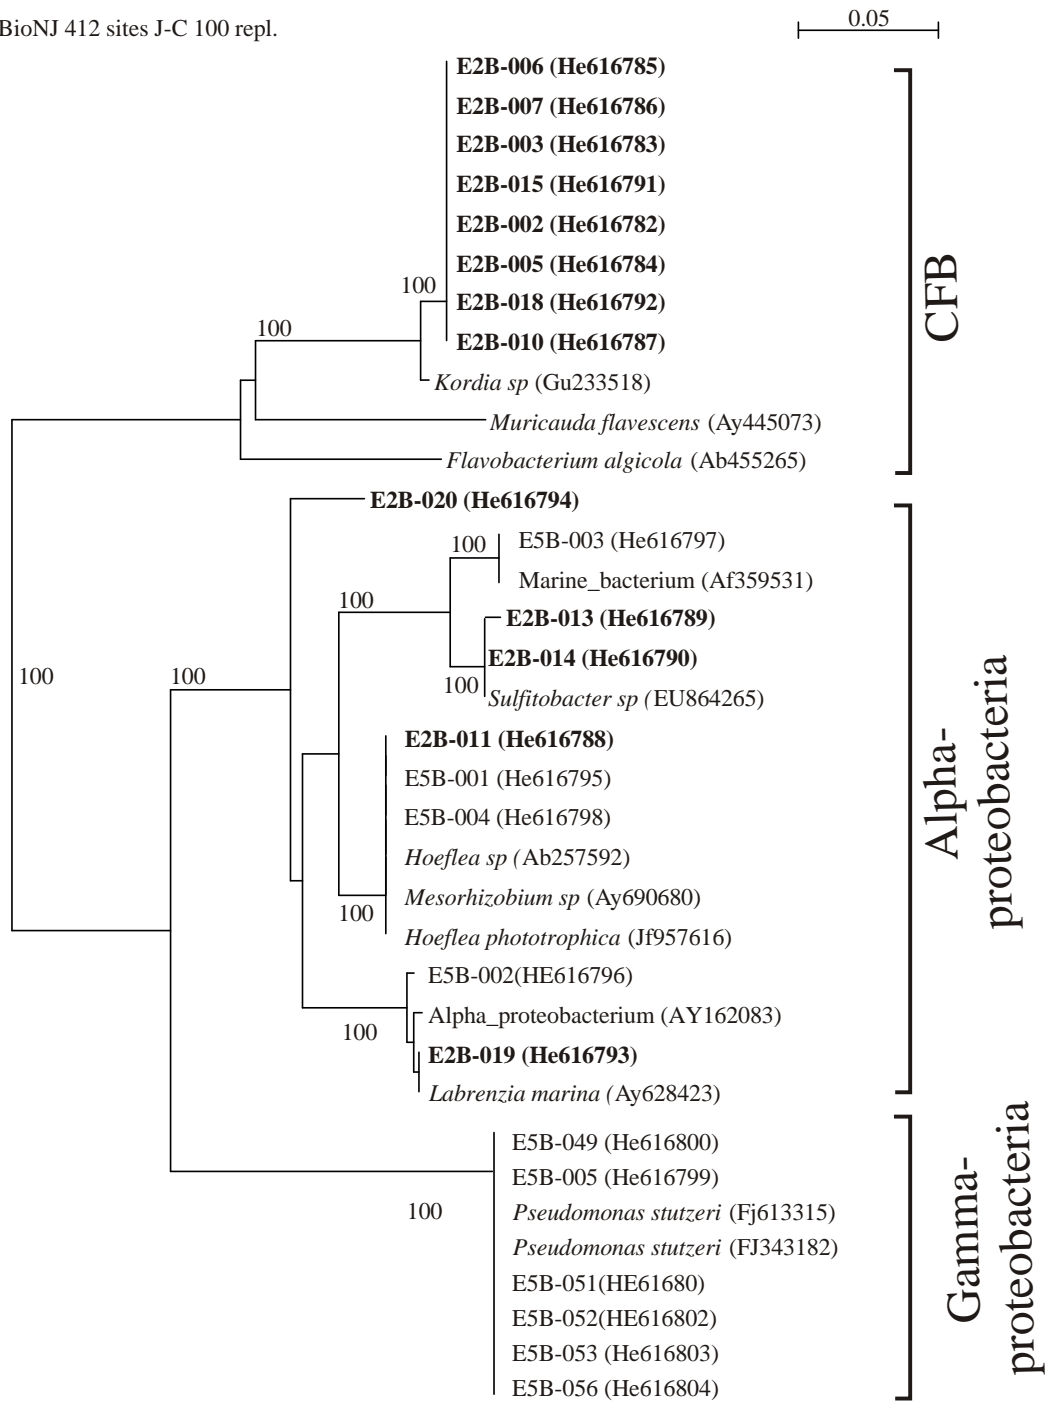 BioNJ 412 sites J-C 100 repl.
0.05
E2B-006 (He616785)
E2B-007 (He616786)
E2B-003 (He616783)
E2B-015 (He616791)
E2B-002 (He616782)
E2B-005 (He616784)
100
E2B-018 (He616792)
100
E2B-010 (He616787)
Kordia sp (Gu233518)
Muricauda flavescens (Ay445073)
Flavobacterium algicola (Ab455265)
CFB
E2B-020 (He616794)
100
E5B-003 (He616797)
Marine_bacterium (Af359531)
100
E2B-013 (He616789)
E2B-014 (He616790)
100
100
100
Sulfitobacter sp (EU864265)
E2B-011 (He616788)
E5B-001 (He616795)
E5B-004 (He616798)
Hoeflea sp (Ab257592)
Mesorhizobium sp (Ay690680)
100
Hoeflea phototrophica (Jf957616)
E5B-002(HE616796)
Alpha_proteobacterium (AY162083)
100
E2B-019 (He616793)
Labrenzia marina (Ay628423)
Alpha-
proteobacteria
E5B-049 (He616800)
E5B-005 (He616799)
100
Pseudomonas stutzeri (Fj613315)
Pseudomonas stutzeri (FJ343182)
E5B-051(HE61680)
E5B-052(HE616802)
E5B-053 (He616803)
E5B-056 (He616804)
Gamma-
proteobacteria